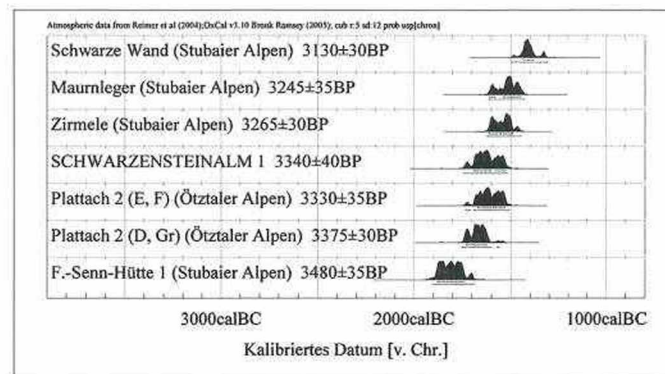 Atmospheric data from Reimer et al (2004);OxCal v3.10 Bronk Ramsey (2005); cub r:5 sd:12 prob usp[chron]
Schwarze Wand (Stubaier Alpen) 3130±30BP
Maurnleger (Stubaier Alpen) 3245±35BP
Zirmele (Stubaier Alpen) 3265±30BP
SCHWARZENSTEINALM 1 3340±40BP
Plattach 2 (E, F) (Ötztaler Alpen) 3330±35BP
Plattach 2 (D, Gr) (Ötztaler Alpen) 3375±30BP
F.-Senn-Hütte 1 (Stubaier Alpen) 3480±35BP
3000calBC 2000calBC 1000calBC
Kalibriertes Datum [v. Chr.]